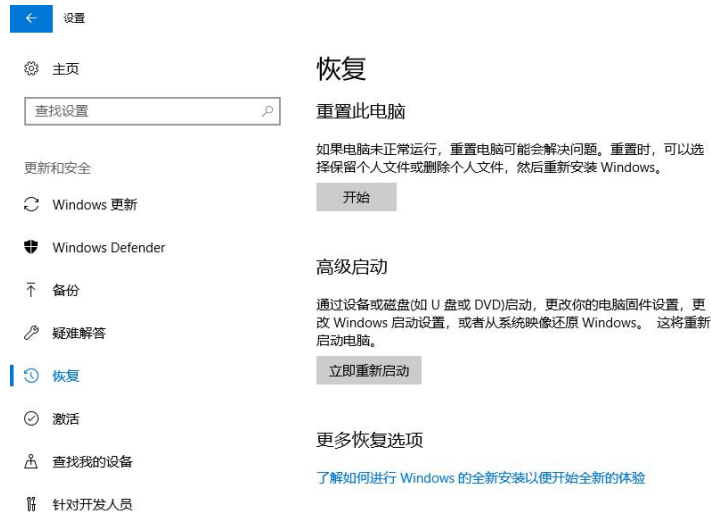 设置
主页
查找设置
更新和安全
Windows 更新
Windows Defender
备份
疑难解答
恢复
激活
查找我的设备
针对开发人员
恢复
重置此电脑
如果电脑未正常运行，重置电脑可能会解决问题。重置时，可以选
择保留个人文件或删除个人文件，然后重新安装 Windows。
开始
高级启动
通过设备或磁盘(如 U 盘或 DVD)启动，更改你的电脑固件设置，更
改 Windows 启动设置，或者从系统映像还原 Windows。 这将重新
启动电脑。
立即重新启动
更多恢复选项
了解如何进行 Windows 的全新安装以便开始全新的体验